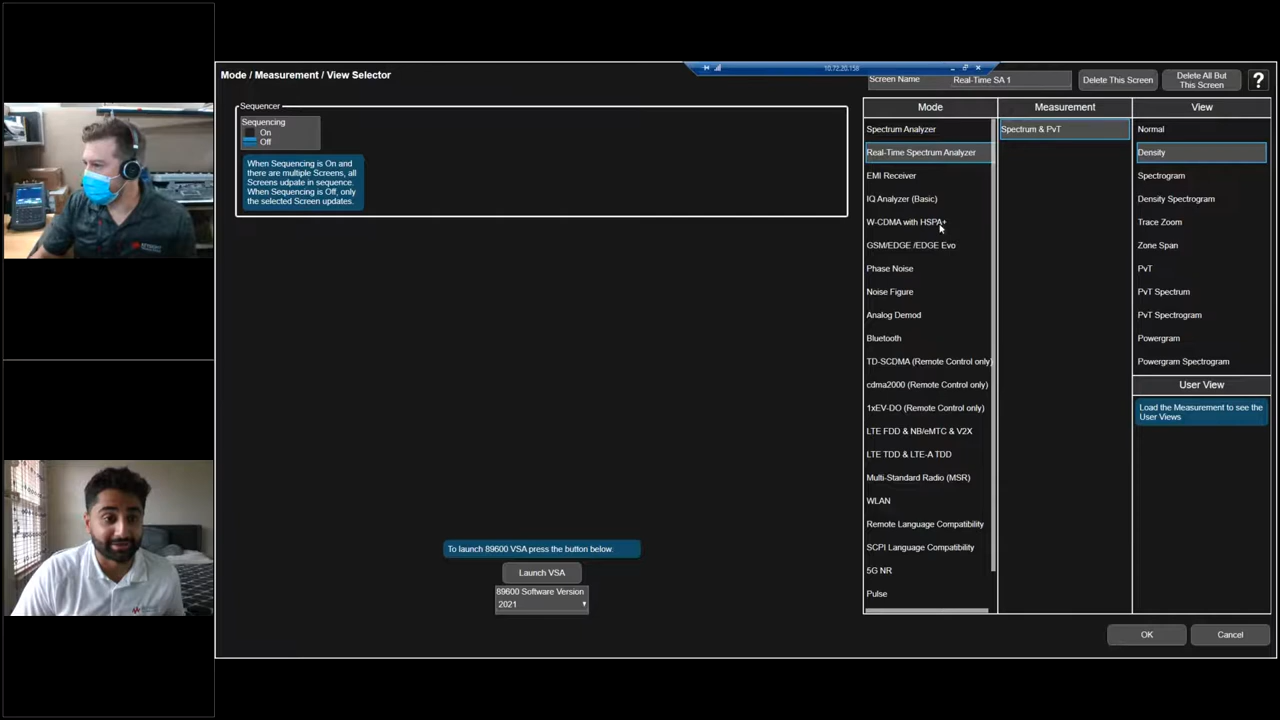 Mode / Measurement / View Selector
10.72.20.158
Screen Name
Real-Time SA 1
Delete This Screen
Delete All But
This Screen
?
Sequencer
Sequencing
On
Off
When Sequencing is On and
there are multiple Screens, all
Screens udpate in sequence.
When Sequencing is Off, only
the selected Screen updates.
Mode
Spectrum Analyzer
Real-Time Spectrum Analyzer
EMI Receiver
IQ Analyzer (Basic)
W-CDMA with HSPA+
GSM/EDGE /EDGE Evo
Phase Noise
Noise Figure
Analog Demod
Bluetooth
TD-SCDMA (Remote Control only)
cdma2000 (Remote Control only)
1xEV-DO (Remote Control only)
LTE FDD & NB/eMTC & V2X
LTE TDD & LTE-A TDD
Multi-Standard Radio (MSR)
WLAN
Remote Language Compatibility
SCPI Language Compatibility
5G NR
Pulse
Measurement
Spectrum & PvT
View
Normal
Density
Spectrogram
Density Spectrogram
Trace Zoom
Zone Span
PvT
PvT Spectrum
PvT Spectrogram
Powergram
Powergram Spectrogram
User View
Load the Measurement to see the
User Views
To launch 89600 VSA press the button below.
Launch VSA
89600 Software Version
2021
OK
Cancel